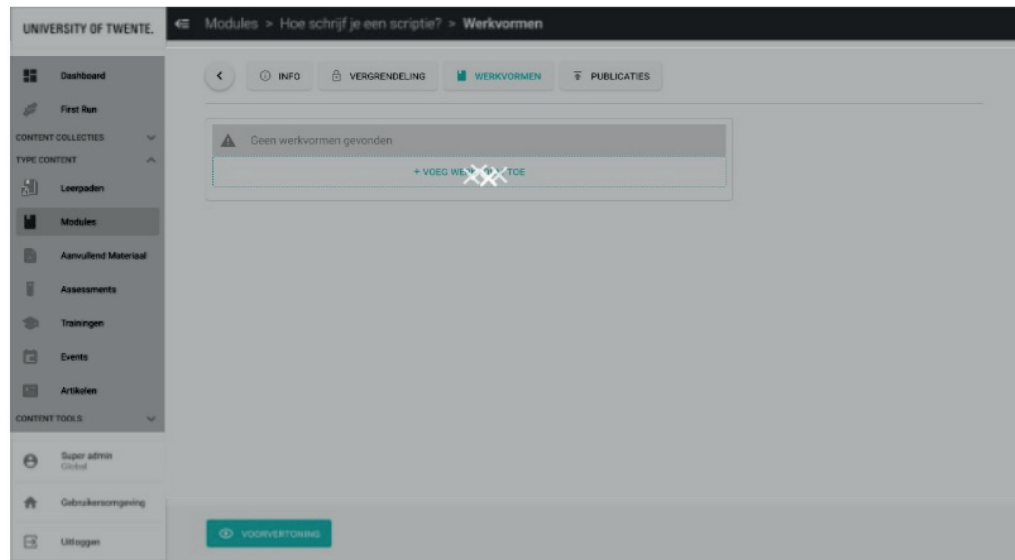 UNIVERSITY OF TWENTE.
Modules > Hoe schrijf je een scriptie? > Werkvormen
Dashboard
First Run
CONTENT COLLECTIES
TYPE CONTENT
Leerpaden
Modules
Aanvullend Materiaal
Assessments
Trainingen
Events
Artikelen
CONTENT TOOLS
Super admin
Global
Gebruikersomgeving
Uitloggen
INFO
VERGRENDELING
WERKVORMEN
PUBLICATIES
Geen werkvormen gevonden
+ VOEG TOE
VOORVERTONING